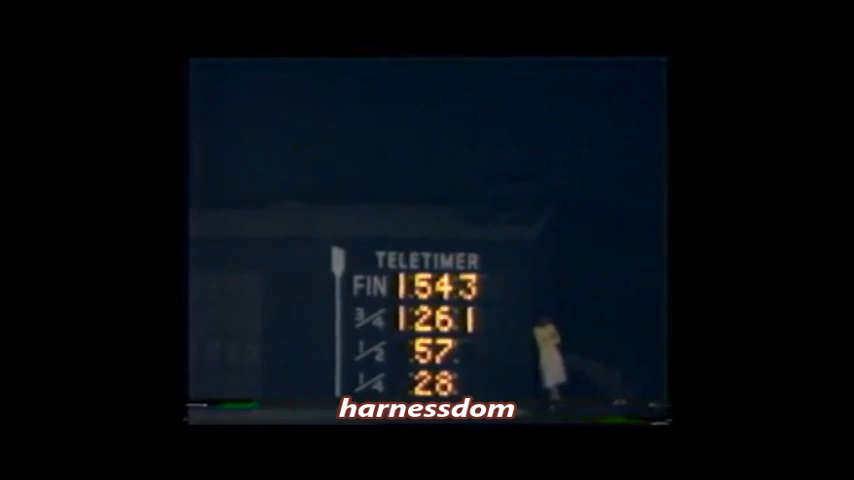 TELETIMER
FIN 1 54 3
3/4 1 26 1
1/2 57
1/4 28
harnessdom